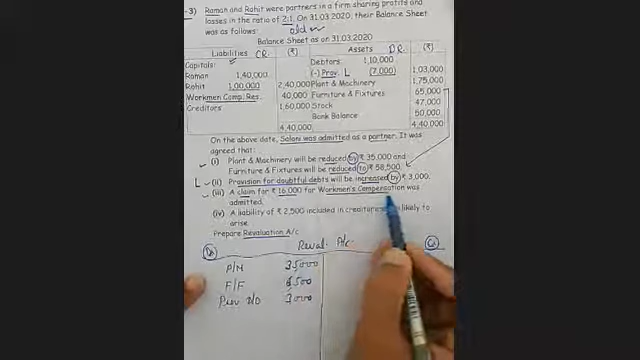 -3) Raman and Rohit were partners in a firm sharing profits and
losses in the ratio of 2:1. On 31.03.2020, their Balance Sheet
was as follows: old
Balance Sheet as on 31.03.2020
Liabilities CR. (₹) Assets DR. (₹)
Capitals: Debtors 1,10,000
Raman 1,40,000 (-) Prov. L (7,000) 1,03,000
Rohit 1,00,000 2,40,000 Plant & Machinery 1,75,000
Workmen Comp. Res. 40,000 Furniture & Fixtures 65,000
Creditors 1,60,000 Stock 47,000
Bank Balance 50,000
4,40,000 4,40,000
On the above date, Saloni was admitted as a partner. It was
agreed that :
(i) Plant & Machinery will be reduced by ₹ 35,000 and
Furniture & Fixtures will be reduced to ₹ 58,500.
L (ii) Provision for doubtful debts will be increased by ₹ 3,000.
(iii) A claim for ₹ 16,000 for Workmen's Compensation was
admitted.
(iv) A liability of ₹ 2,500 included in creditors likely to
arise.
Prepare Revaluation A/c
Dr. Reval. A/c. Cr.
P/M 35000
F/F 6500
Prov D/D 3000